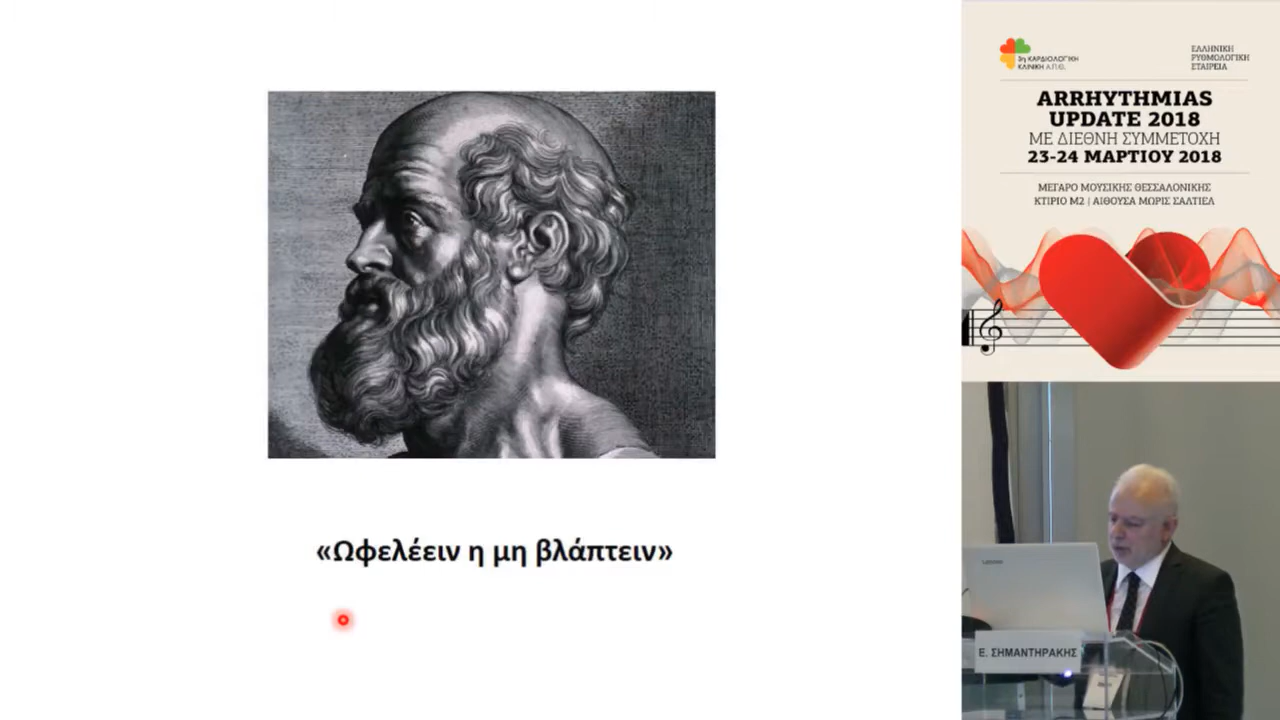 «Ωφελέειν η μη βλάπτειν»
3η ΚΑΡΔΙΟΛΟΓΙΚΗ
ΚΛΙΝΙΚΗ Α.Π.Θ.
ΕΛΛΗΝΙΚΗ
ΡΥΘΜΟΛΟΓΙΚΗ
ΕΤΑΙΡΕΙΑ
ARRHYTHMIAS
UPDATE 2018
ΜΕ ΔΙΕΘΝΗ ΣΥΜΜΕΤΟΧΗ
23-24 ΜΑΡΤΙΟΥ 2018
ΜΕΓΑΡΟ ΜΟΥΣΙΚΗΣ ΘΕΣΣΑΛΟΝΙΚΗΣ
ΚΤΙΡΙΟ Μ2 | ΑΙΘΟΥΣΑ ΜΩΡΙΣ ΣΑΛΤΙΕΛ
Ε. ΣΗΜΑΝΤΗΡΑΚΗΣ